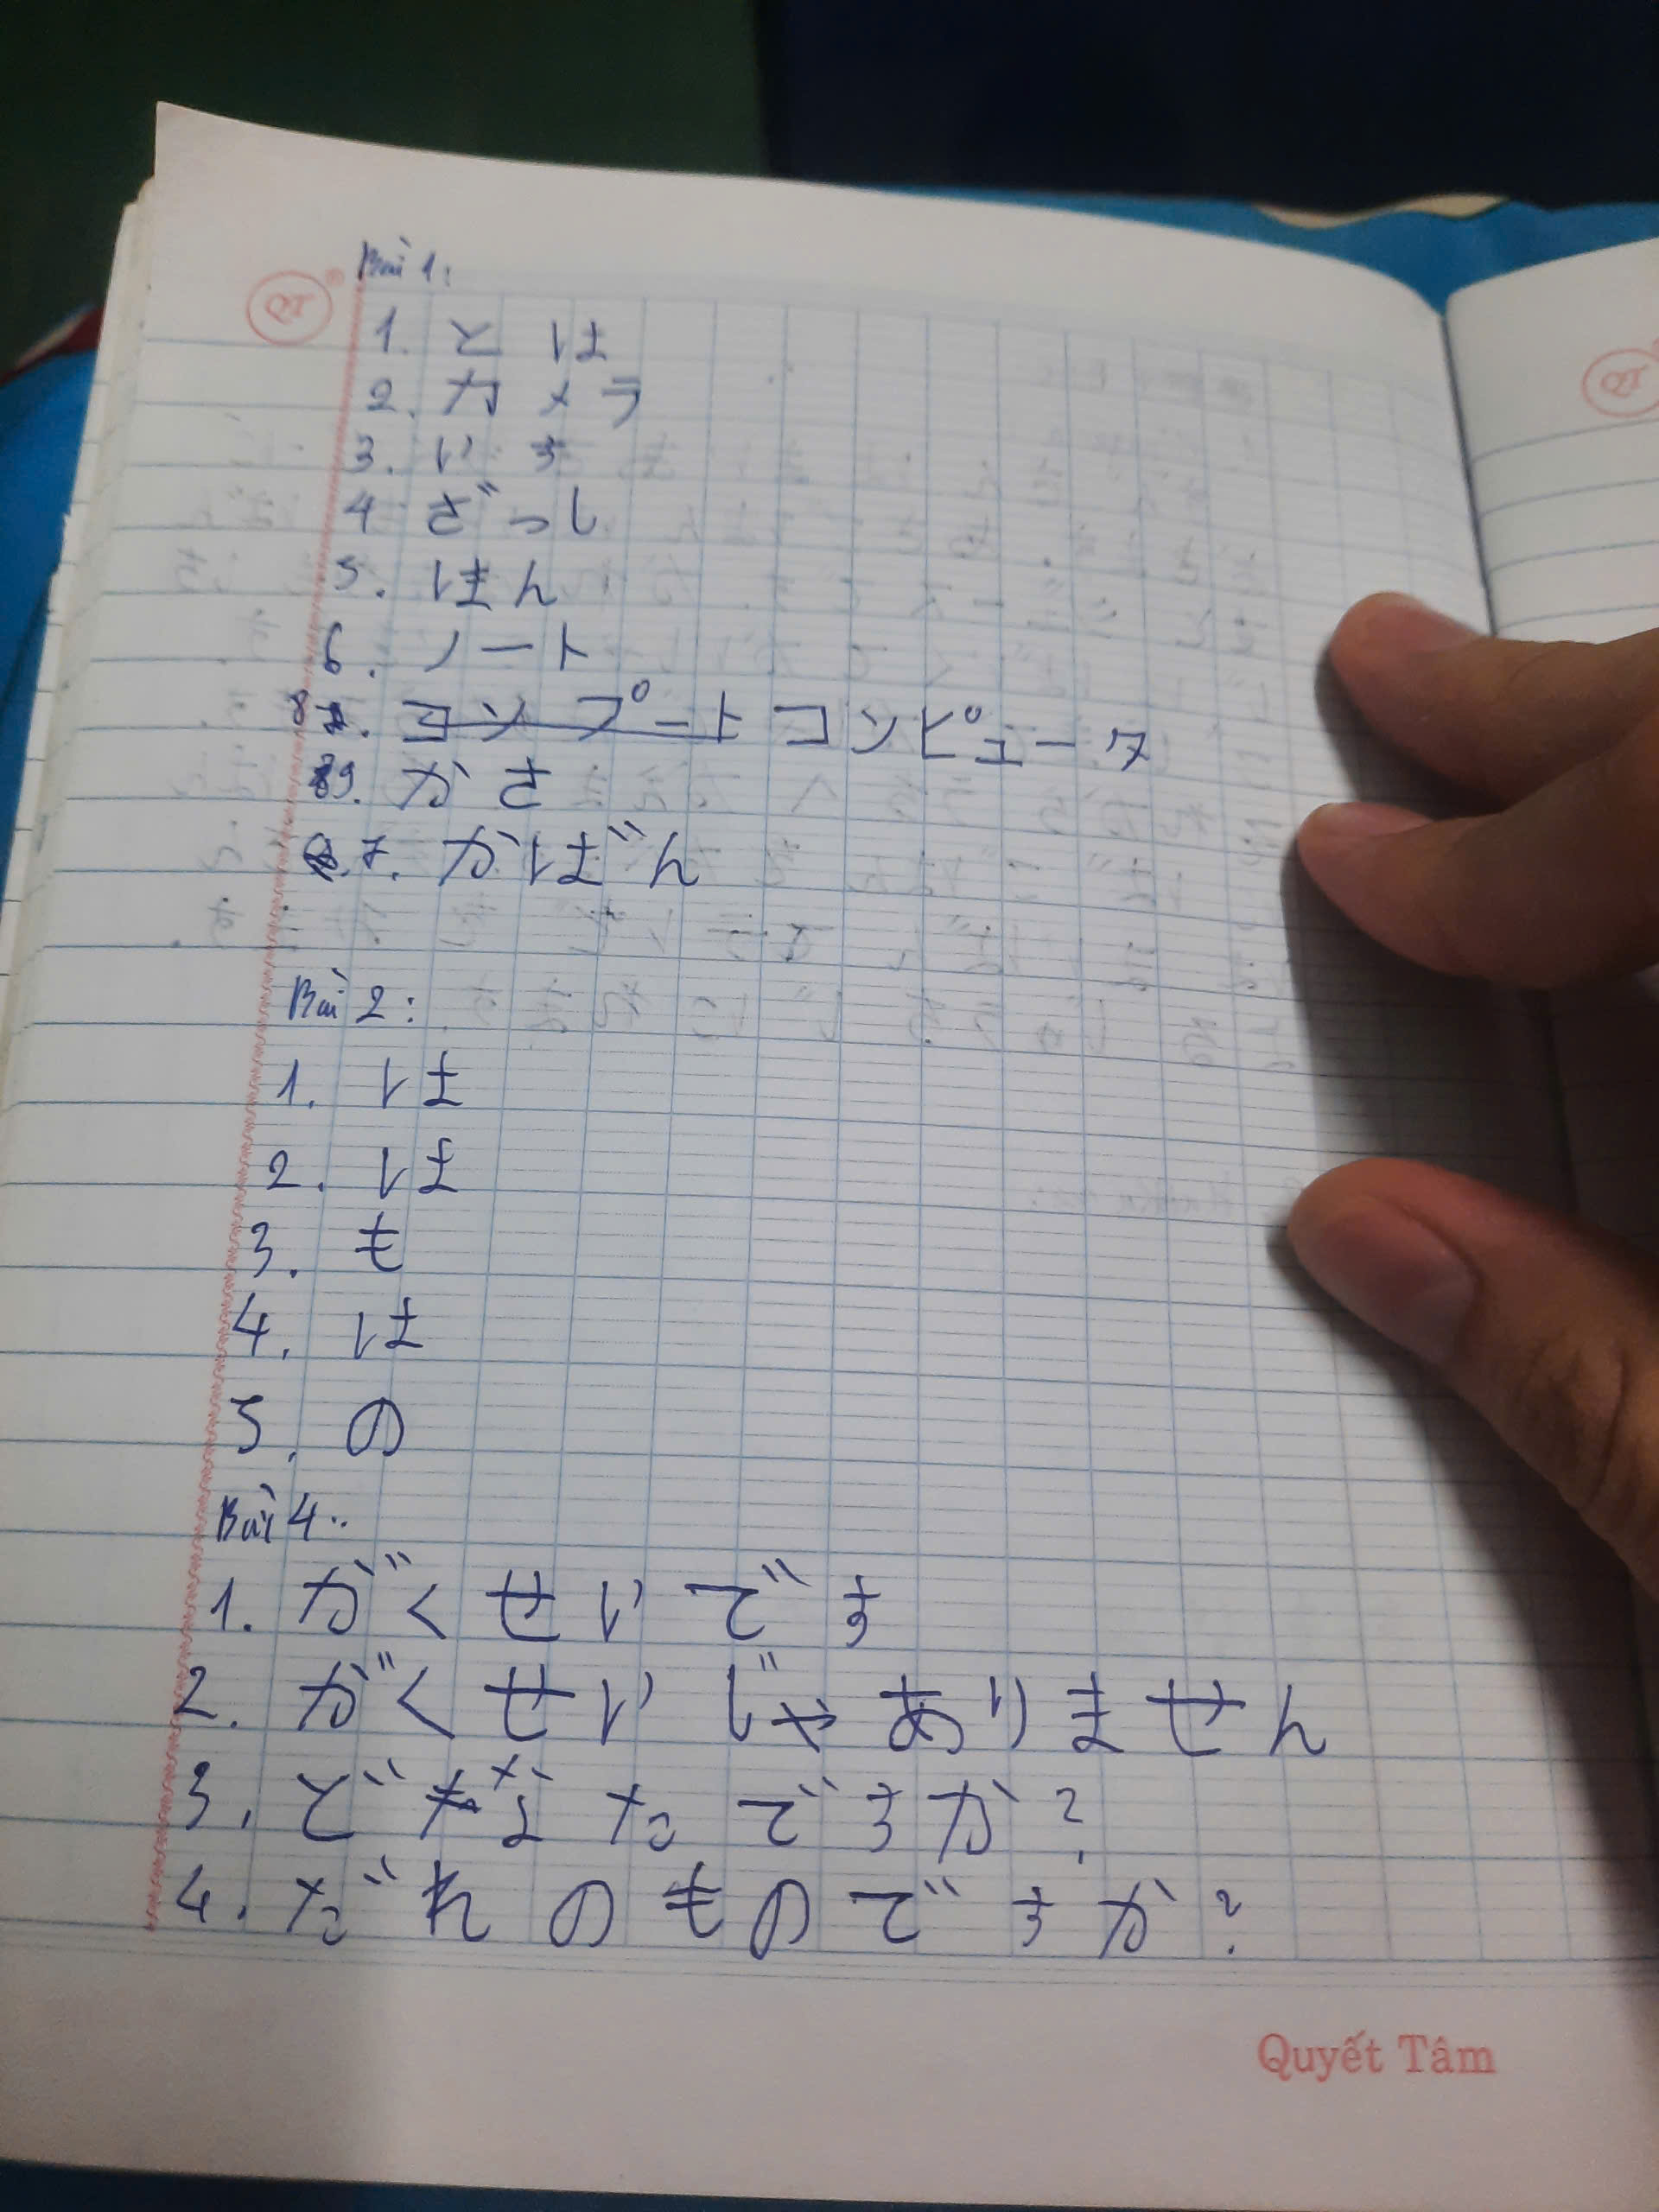 Bài 1:
1. とけ
2. カメラ
3. いす
4 ざっし
5. ほん
6. ノート
8. コンプート コンピュータ
9. かさ
7. かばん
Bài 2:
1. は
2. は
3. も
4. は
5. の
Bài 4:
1. がくせいです
2. がくせいじゃありません
3. どなたですか?
4. だれのものですか?
Quyết Tâm